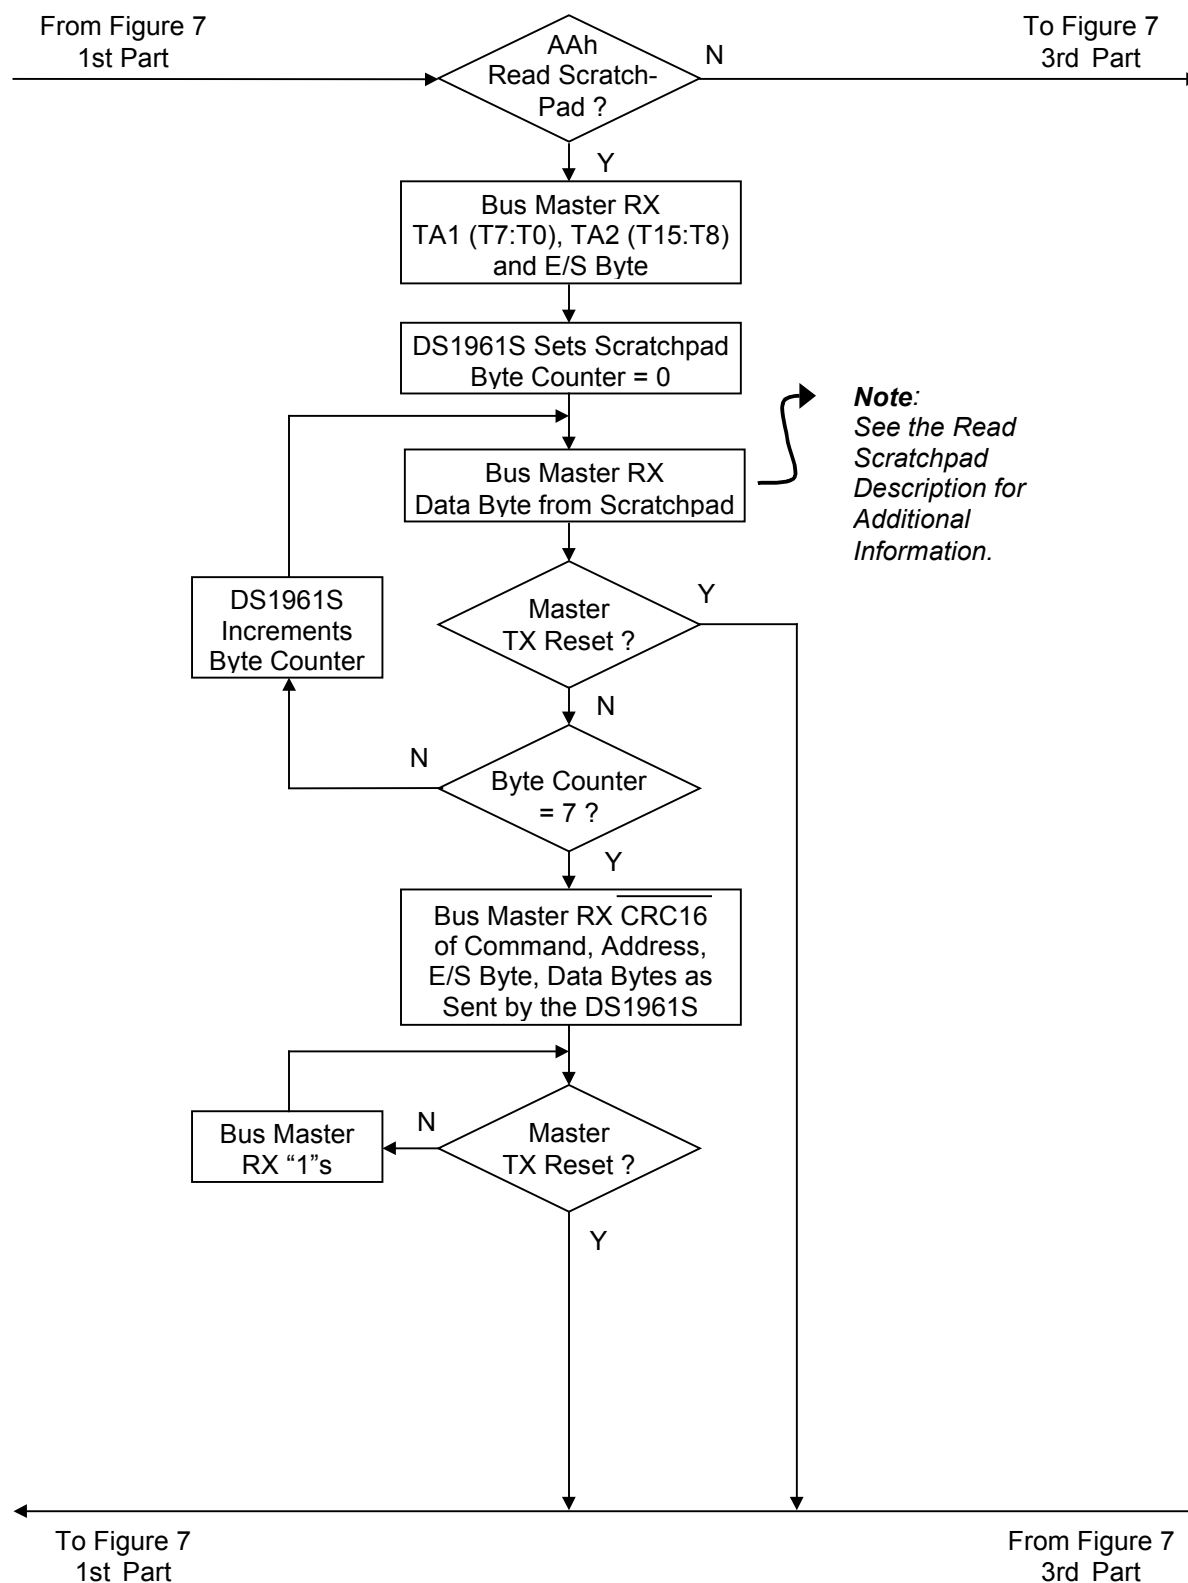 From Figure 7
1st Part
AAh
Read Scratch-
Pad ?
N
To Figure 7
3rd Part
Y
Bus Master RX
TA1 (T7:T0), TA2 (T15:T8)
and E/S Byte
DS1961S Sets Scratchpad
Byte Counter = 0
Note:
See the Read
Scratchpad
Description for
Additional
Information.
Bus Master RX
Data Byte from Scratchpad
DS1961S
Increments
Byte Counter
Master
TX Reset ?
Y
N
N
Byte Counter
= 7 ?
Y
Bus Master RX CRC16
of Command, Address,
E/S Byte, Data Bytes as
Sent by the DS1961S
Bus Master
RX “1”s
N
Master
TX Reset ?
Y
To Figure 7
1st Part
From Figure 7
3rd Part